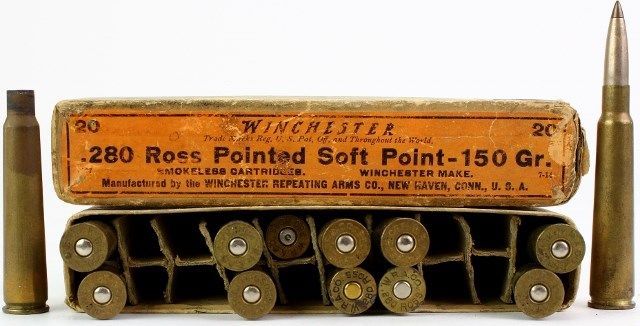 20 WINCHESTER 20
Trade Marks Reg. U. S. Pat. Off. and Throughout the World.
.280 Ross Pointed Soft Point-150 Gr.
SMOKELESS CARTRIDGES. WINCHESTER MAKE.
Manufactured by the WINCHESTER REPEATING ARMS CO., NEW HAVEN, CONN., U. S. A.